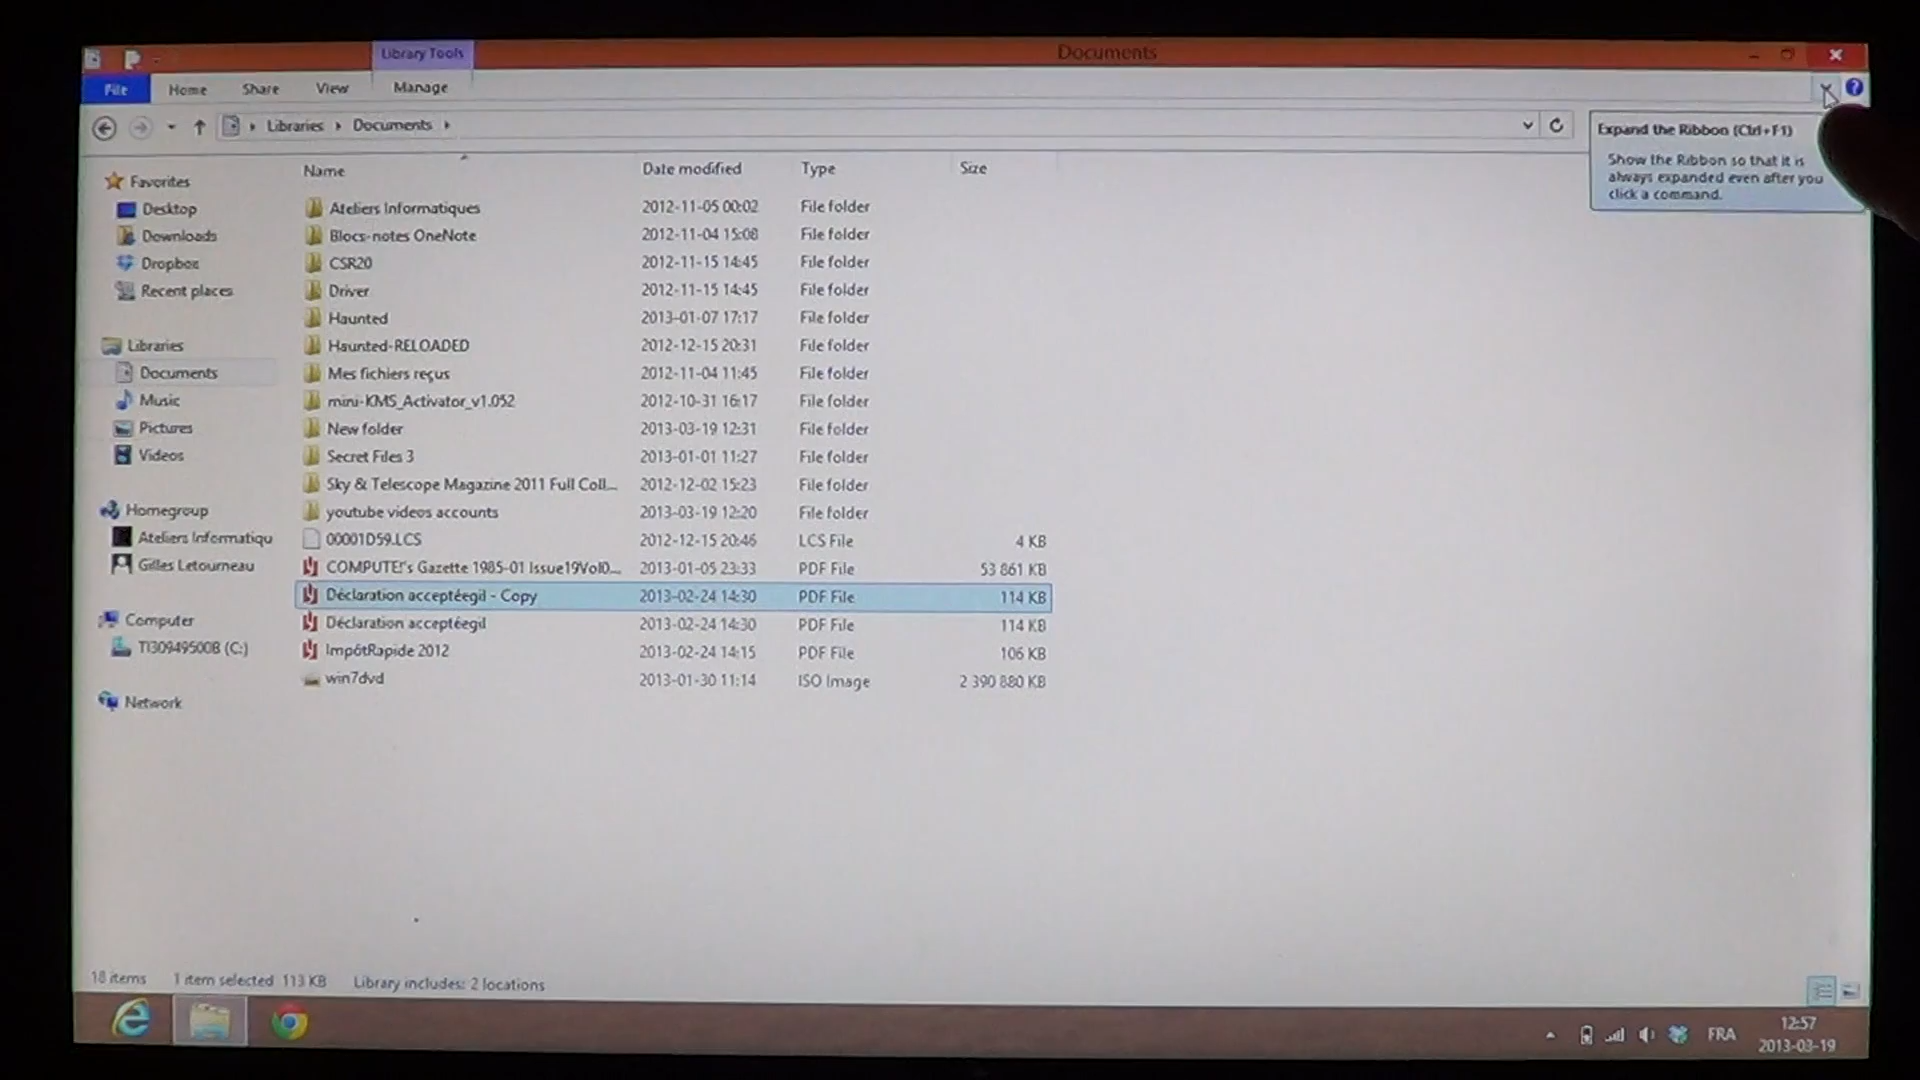 Library Tools
Documents
File Home Share View Manage
Libraries Documents
Expand the Ribbon (Ctrl+F1)
Show the Ribbon so that it is
always expanded even after you
click a command.
Favorites
Desktop
Downloads
Dropbox
Recent places
Libraries
Documents
Music
Pictures
Videos
Homegroup
Ateliers Informatiqu
Gilles Letourneau
Computer
TI30949500B (C:)
Network
Name Date modified Type Size
Ateliers Informatiques 2012-11-05 00:02 File folder
Blocs-notes OneNote 2012-11-04 15:08 File folder
CSR20 2012-11-15 14:45 File folder
Driver 2012-11-15 14:45 File folder
Haunted 2013-01-07 17:17 File folder
Haunted-RELOADED 2012-12-15 20:31 File folder
Mes fichiers reçus 2012-11-04 11:45 File folder
mini-KMS_Activator_v1.052 2012-10-31 16:17 File folder
New folder 2013-03-19 12:31 File folder
Secret Files 3 2013-01-01 11:27 File folder
Sky & Telescope Magazine 2011 Full Coll... 2012-12-02 15:23 File folder
youtube videos accounts 2013-03-19 12:20 File folder
00001D59.LCS 2012-12-15 20:46 LCS File 4 KB
COMPUTE!'s Gazette 1985-01 Issue19Vol0... 2013-01-05 23:33 PDF File 53 861 KB
Déclaration acceptéegil - Copy 2013-02-24 14:30 PDF File 114 KB
Déclaration acceptéegil 2013-02-24 14:30 PDF File 114 KB
ImpôtRapide 2012 2013-02-24 14:15 PDF File 106 KB
win7dvd 2013-01-30 11:14 ISO Image 2 390 880 KB
18 items 1 item selected 113 KB Library includes: 2 locations
FRA
12:57
2013-03-19